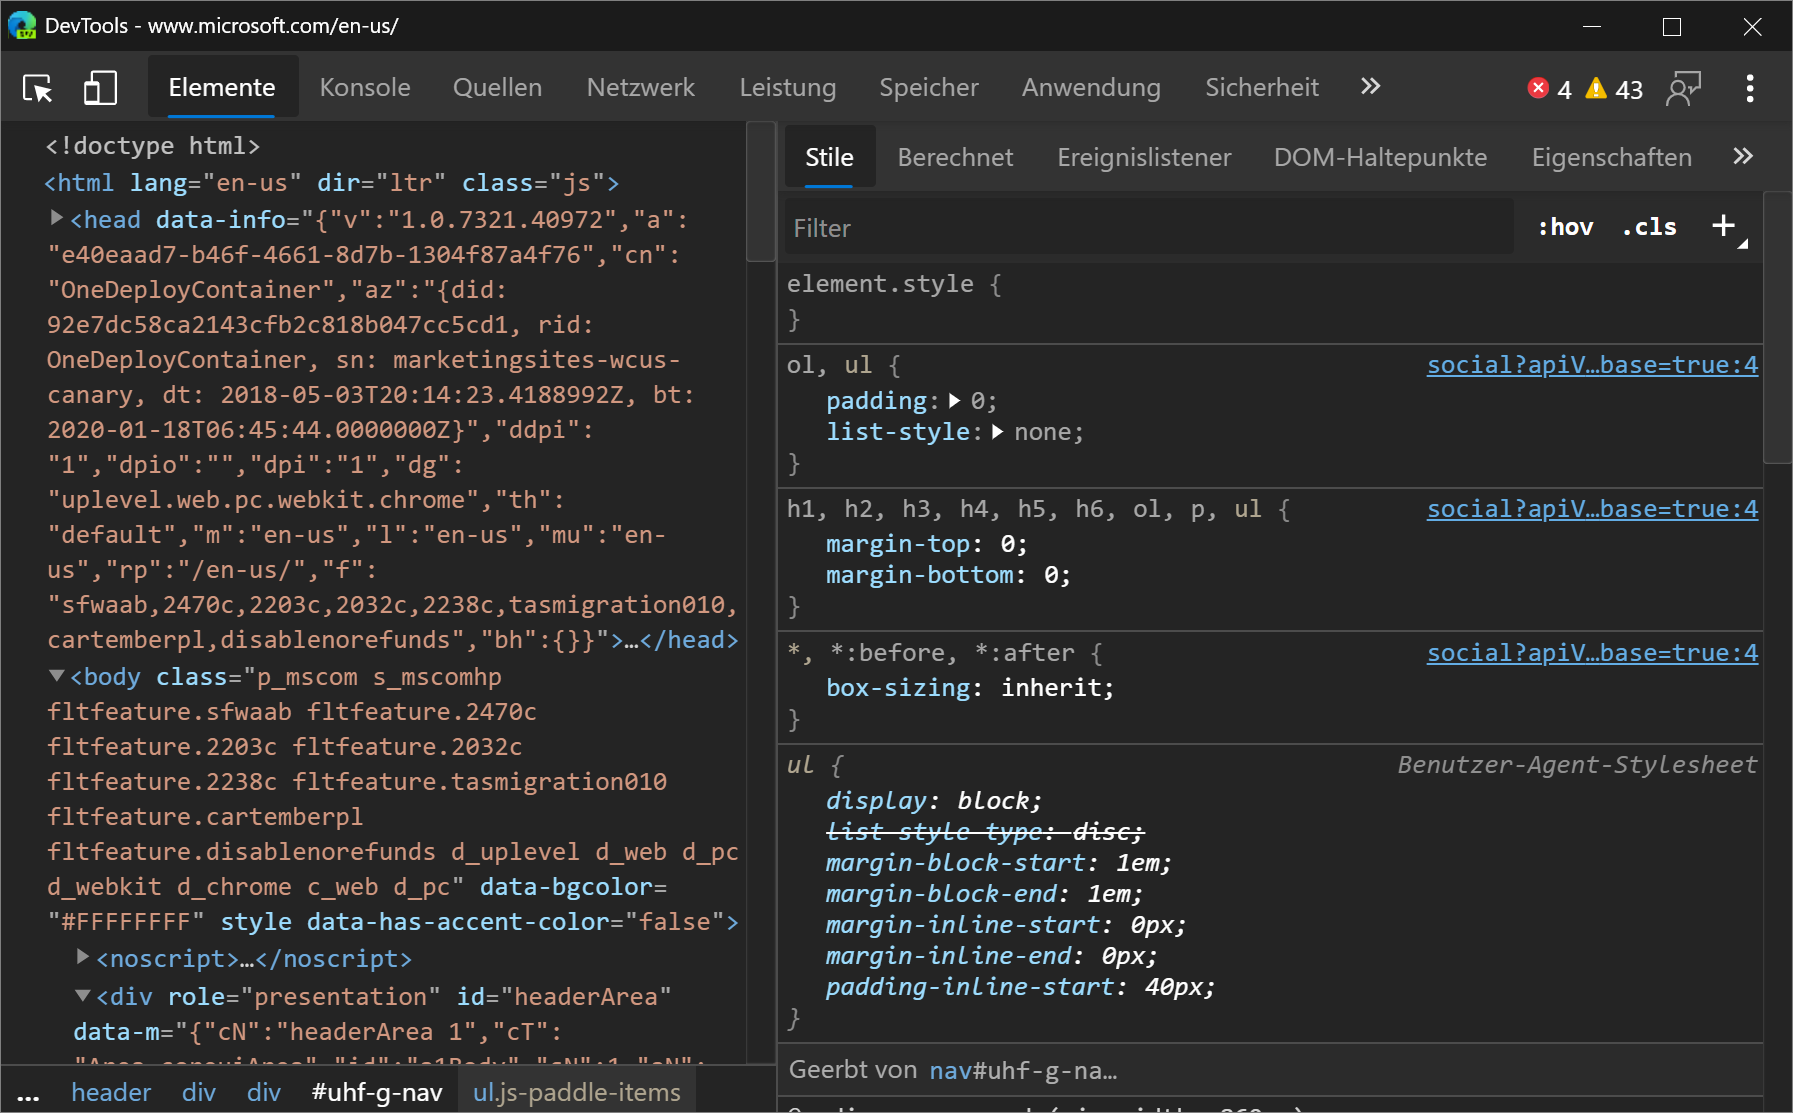 DevTools - www.microsoft.com/en-us/
Elemente Konsole Quellen Netzwerk Leistung Speicher Anwendung Sicherheit » 4 43
<!doctype html>
<html lang="en-us" dir="ltr" class="js">
<head data-info="{"v":"1.0.7321.40972","a":
"e40eaad7-b46f-4661-8d7b-1304f87a4f76","cn":
"OneDeployContainer","az":"{did:
92e7dc58ca2143cfb2c818b047cc5cd1, rid:
OneDeployContainer, sn: marketingsites-wcus-
canary, dt: 2018-05-03T20:14:23.4188992Z, bt:
2020-01-18T06:45:44.0000000Z}","ddpi":
"1","dpio":"","dpi":"1","dg":
"uplevel.web.pc.webkit.chrome","th":
"default","m":"en-us","l":"en-us","mu":"en-
us","rp":"/en-us/","f":
"sfwaab,2470c,2203c,2032c,2238c,tasmigration010,
cartemberpl,disablenorefunds","bh":{}}">…</head>
<body class="p_mscom s_mscomhp
fltfeature.sfwaab fltfeature.2470c
fltfeature.2203c fltfeature.2032c
fltfeature.2238c fltfeature.tasmigration010
fltfeature.cartemberpl
fltfeature.disablenorefunds d_uplevel d_web d_pc
d_webkit d_chrome c_web d_pc" data-bgcolor=
"#FFFFFFFF" style data-has-accent-color="false">
<noscript>…</noscript>
<div role="presentation" id="headerArea"
data-m="{"cN":"headerArea 1","cT":
... header div div #uhf-g-nav ul.js-paddle-items
Stile Berechnet Ereignislistener DOM-Haltepunkte Eigenschaften »
Filter :hov .cls +
element.style {
}
ol, ul { social?apiV…base=true:4
padding: 0;
list-style: none;
}
h1, h2, h3, h4, h5, h6, ol, p, ul { social?apiV…base=true:4
margin-top: 0;
margin-bottom: 0;
}
*, *:before, *:after { social?apiV…base=true:4
box-sizing: inherit;
}
ul { Benutzer-Agent-Stylesheet
display: block;
list-style-type: disc;
margin-block-start: 1em;
margin-block-end: 1em;
margin-inline-start: 0px;
margin-inline-end: 0px;
padding-inline-start: 40px;
}
Geerbt von nav#uhf-g-na…